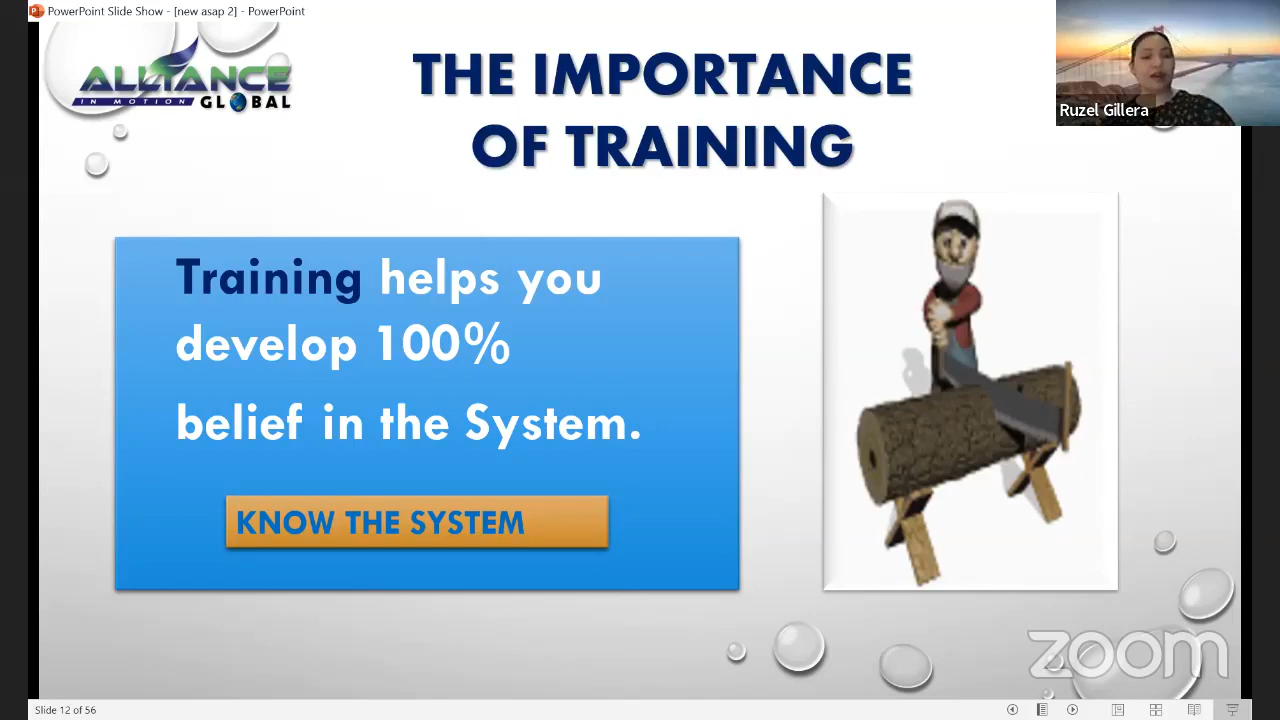 PowerPoint Slide Show - [new asap 2] - PowerPoint
ALLIANCE
IN MOTION GLOBAL
THE IMPORTANCE
OF TRAINING
Ruzel Gillera
Training helps you
develop 100%
belief in the System.
KNOW THE SYSTEM
zoom
Slide 12 of 56